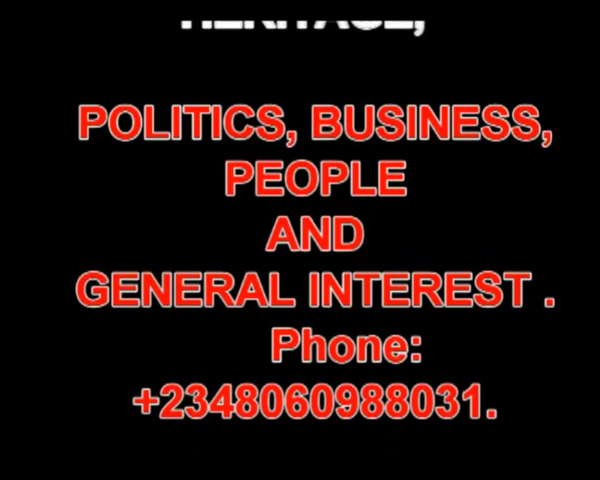 POLITICS, BUSINESS,
PEOPLE
AND
GENERAL INTEREST .
Phone:
+2348060988031.